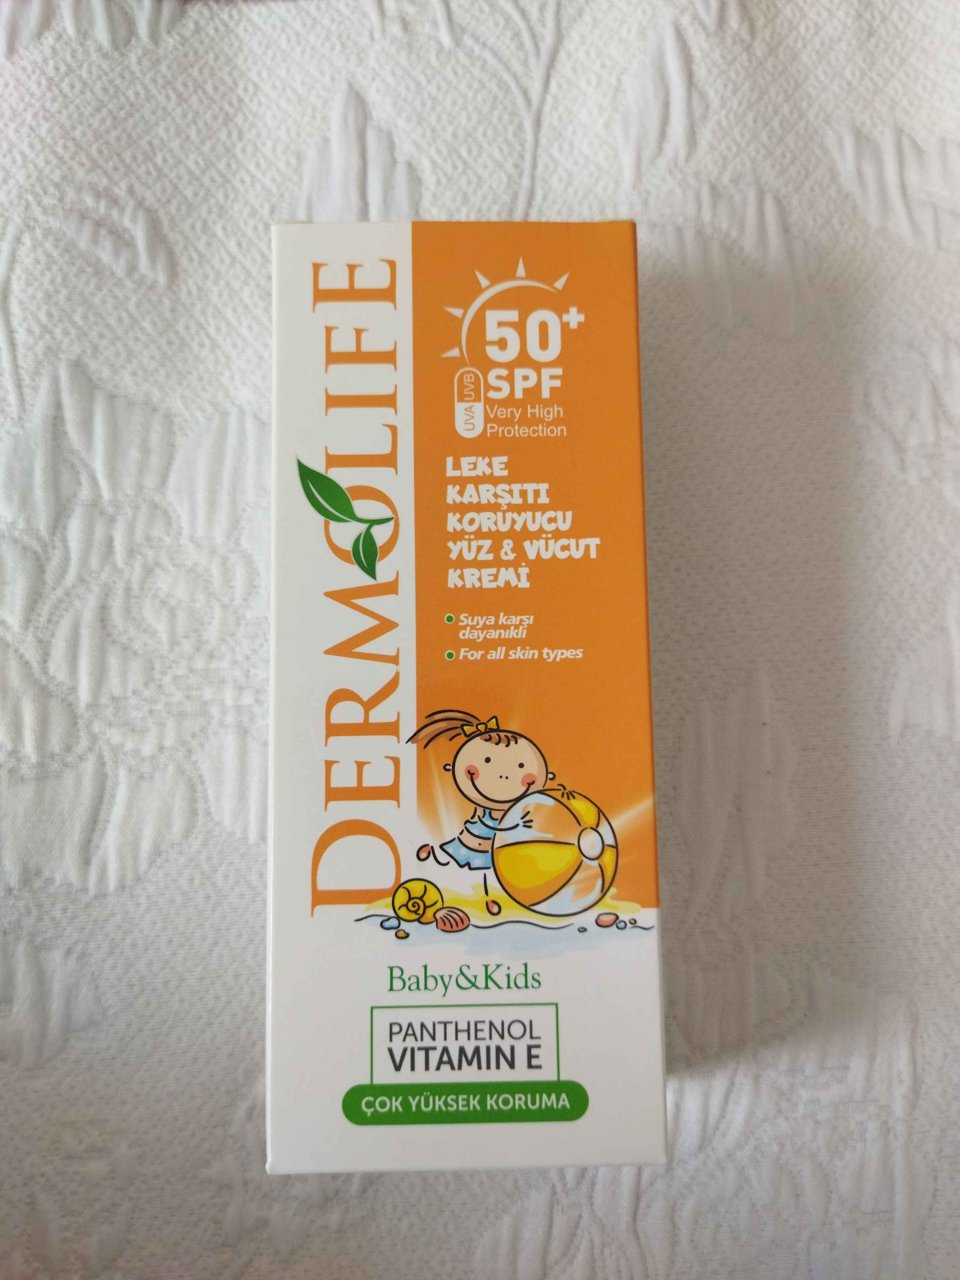 DERMOLIFE
50+
SPF
UVA UVB
Very High
Protection
LEKE
KARŞITI
KORUYUCU
YÜZ & VÜCUT
KREMİ
Suya karşı
dayanıkli
For all skin types
Baby&Kids
PANTHENOL
VITAMIN E
ÇOK YÜKSEK KORUMA